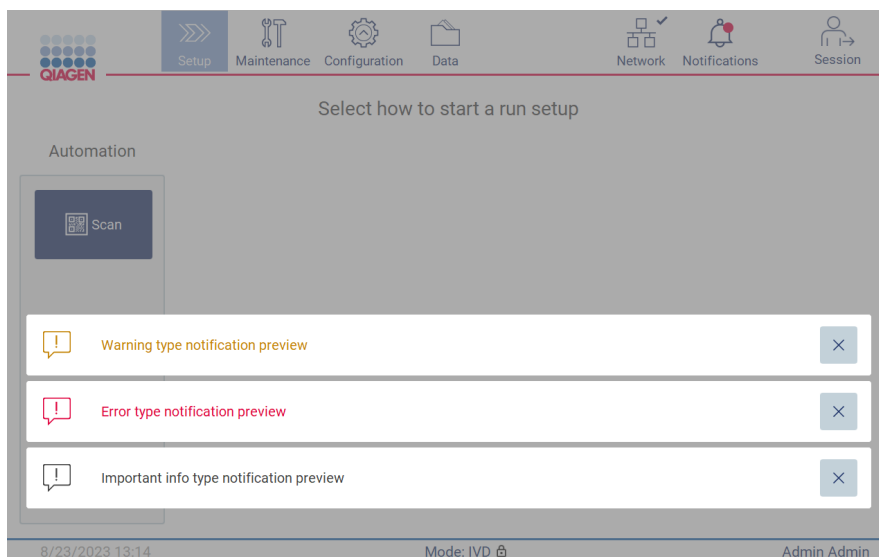 QIAGEN
Setup
Maintenance
Configuration
Data
Network
Notifications
Session
Select how to start a run setup
Automation
Scan
Warning type notification preview
Error type notification preview
Important info type notification preview
8/23/2023 13:14
Mode: IVD
Admin Admin